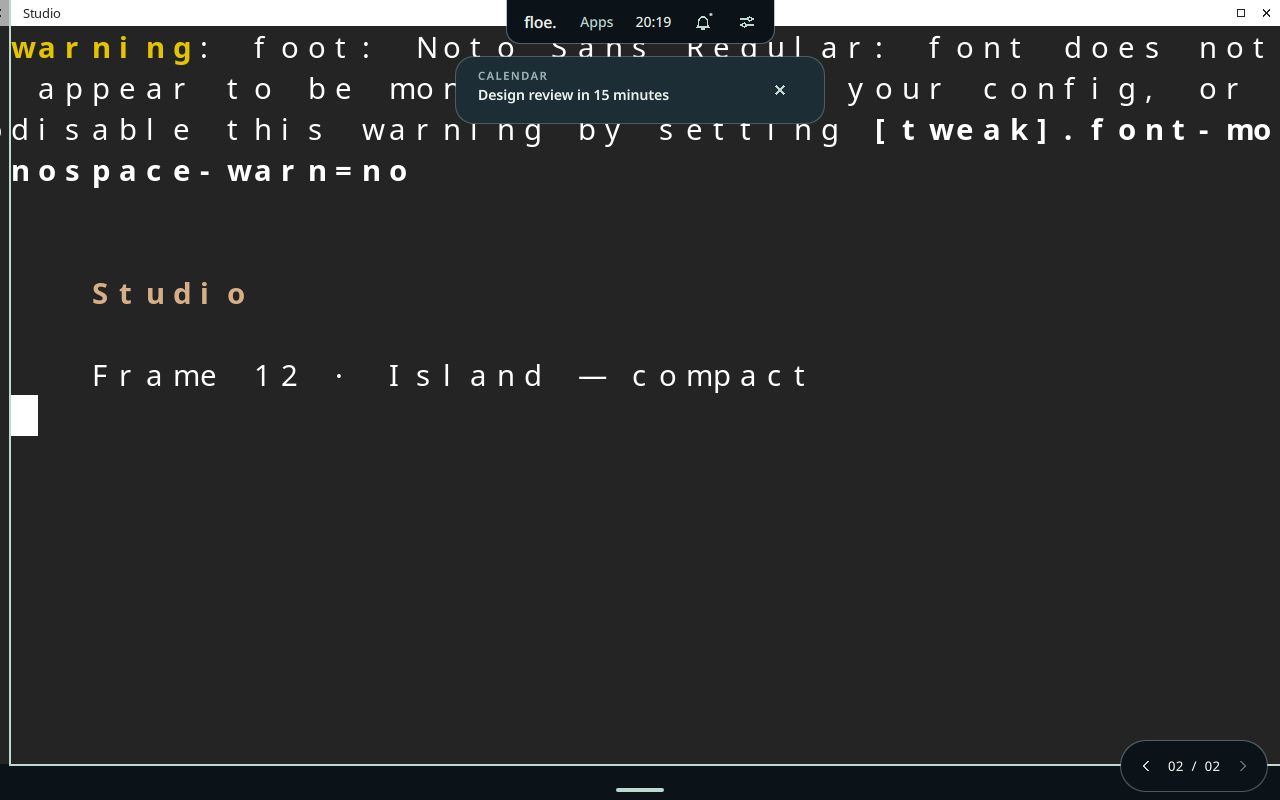 Studio
floe. Apps 20:19
warning: foot: Noto Sans Regular: font does not
CALENDAR
Design review in 15 minutes
appear to be your config, or
disable this warning by setting [tweak].font-mo
nospace-warn=no
Studio
Frame 12 · Island — compact
02 / 02